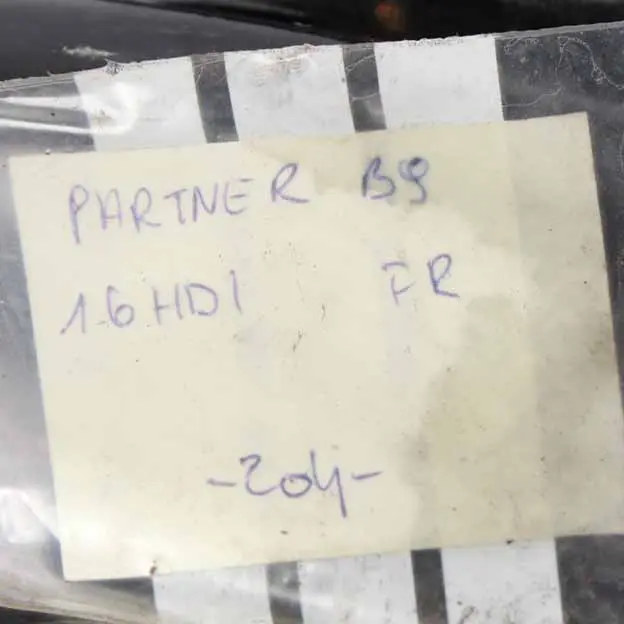 PARTNER B9
1.6 HDI FR
-204-